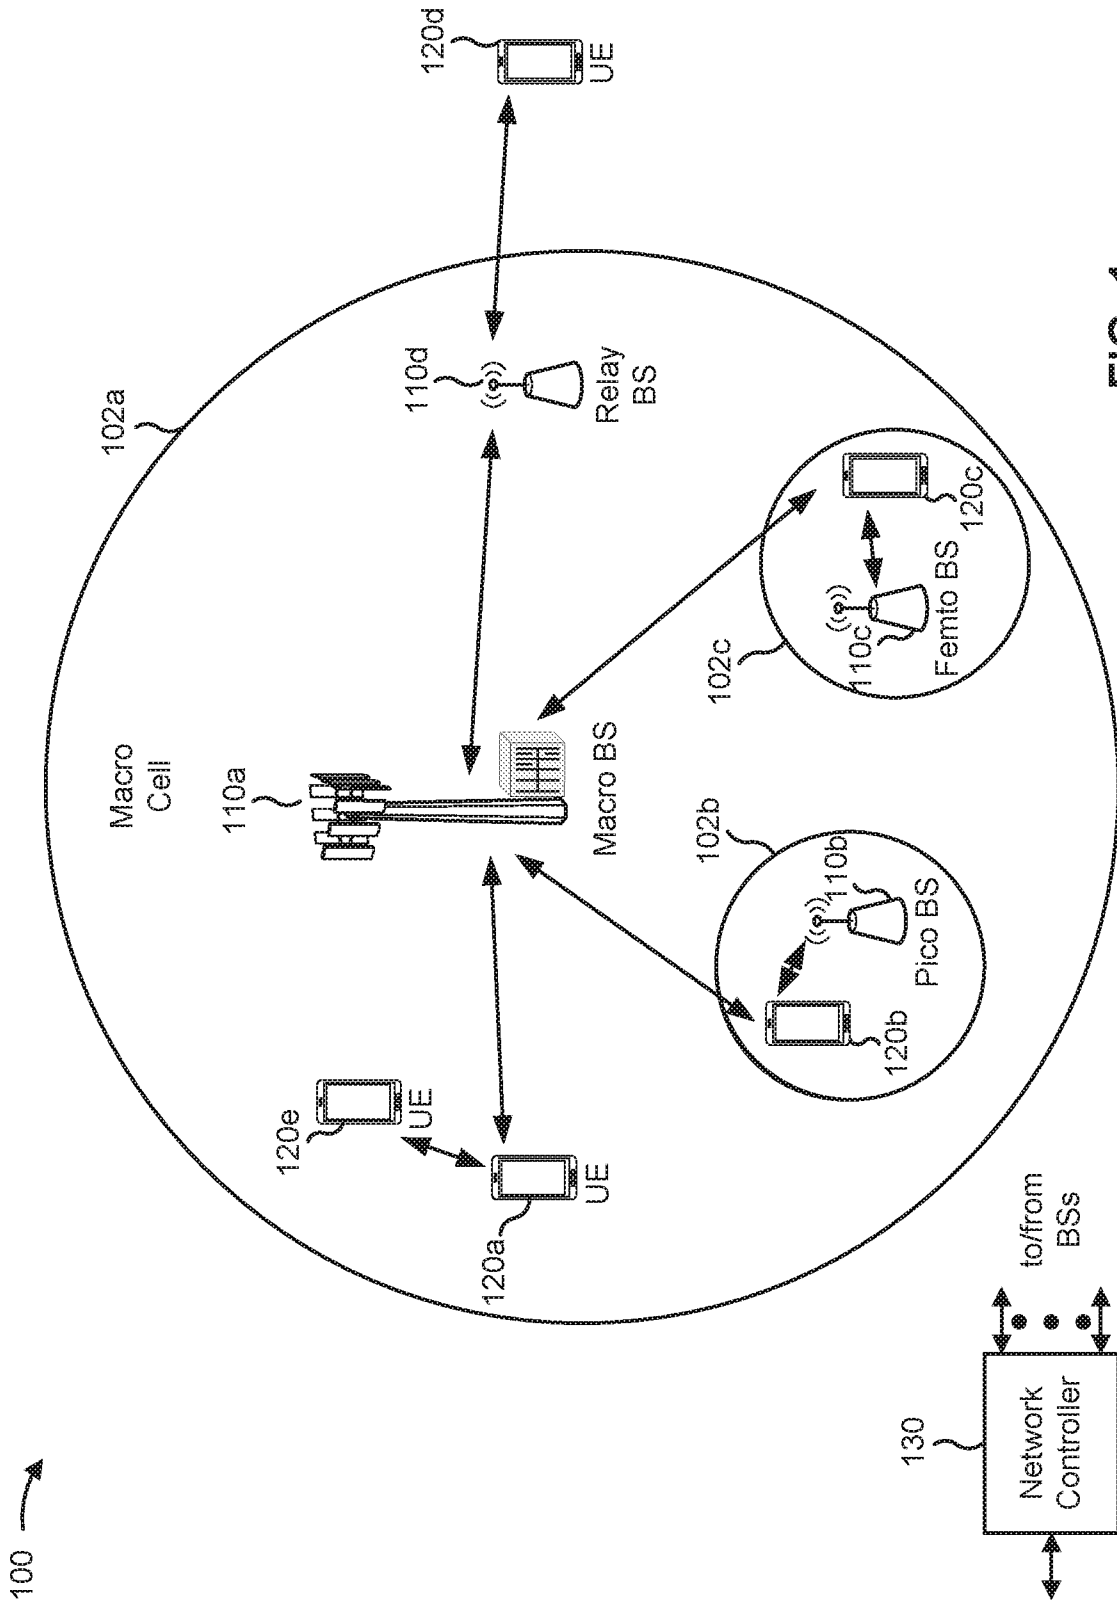 100
Macro
Cell
102a
110a
120d
UE
110d
Relay
BS
120e
UE
120a
UE
Macro BS
102b
110b
Pico BS
120b
102c
110c
Femto BS
120c
130
Network
Controller
to/from
BSs